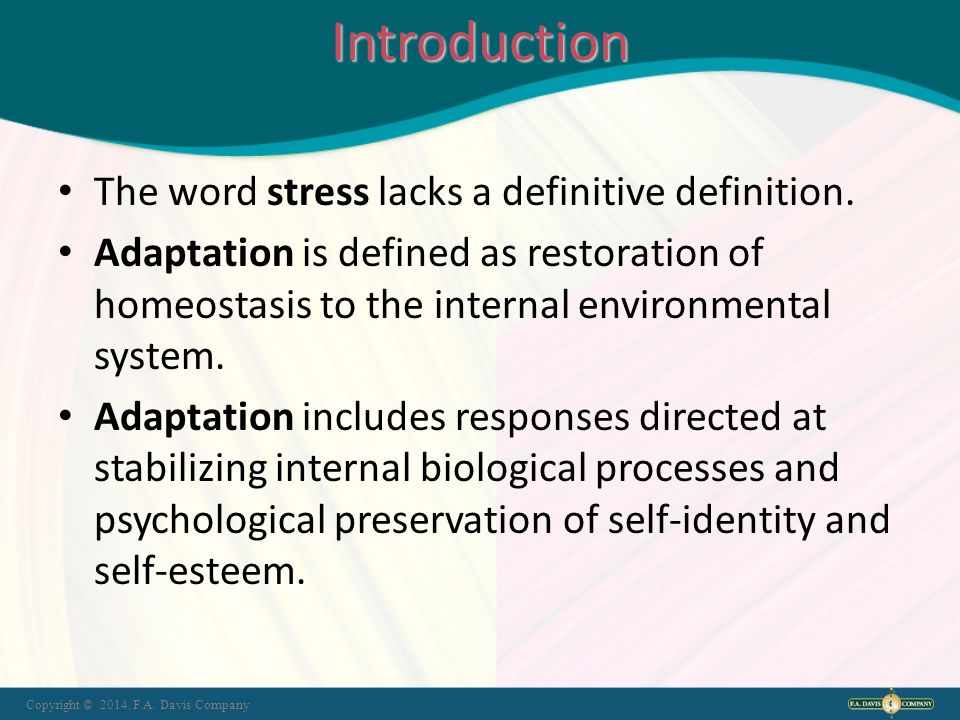 Introduction
• The word stress lacks a definitive definition.
• Adaptation is defined as restoration of
homeostasis to the internal environmental
system.
• Adaptation includes responses directed at
stabilizing internal biological processes and
psychological preservation of self-identity and
self-esteem.
Copyright © 2014. F.A. Davis Company
F.A. DAVIS COMPANY